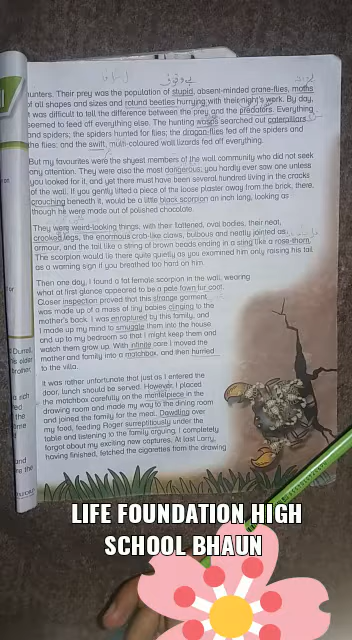 unters. Their prey was the population of stupid, absent-minded crane-flies, moths
of all shapes and sizes and rotund beetles hurrying with their night's work. By day,
it was difficult to tell the difference between the prey and the predators. Everything
seemed to feed off everything else. The hunting wasps searched out caterpillars
and spiders; the spiders hunted for flies; the dragon-flies fed off the spiders and
the flies; and the swift, multi-coloured wall lizards fed off everything.
But my favourites were the shyest members of the wall community who did not seek
any attention. They were also the most dangerous; you hardly ever saw one unless
you looked for it, and yet there must have been several hundred living in the cracks
of the wall. If you gently lifted a piece of loose plaster away from the brick, there,
crouching beneath it, would be a little black scorpion an inch long, looking as
though he were made out of polished chocolate.
They were weird-looking things, with their flattened, oval bodies, their neat,
crooked legs, the enormous crab-like claws, bulbous and neatly jointed as
armour, and the tail like a string of brown beads ending in a sting like a rose-thorn.
The scorpion would lie there quite quietly as you examined him only raising his tail
as a warning sign if you breathed too hard on him.
Then one day, I found a fat female scorpion in the wall, wearing
what at first glance appeared to be a pale fawn fur coat.
Closer inspection proved that this strange garment
was made up of a mass of tiny babies clinging to the
mother's back. I was enraptured by this family, and
I made up my mind to smuggle them into the house
and up to my bedroom so that I might keep them and
watch them grow up. With infinite care I moved the
mother and family into a matchbox, and then hurried
to the villa.
It was rather unfortunate that just as I entered the
door, lunch should be served. However, I placed
the matchbox carefully on the mantelpiece in the
drawing room and made my way to the dining room
and joined the family for the meal. Dawdling over
my food, feeding Roger surreptitiously under the
table and listening to the family arguing, I completely
forgot about my exciting new captures. At last Larry,
having finished, fetched the cigarettes from the drawing
Durrell,
brother
LIFE FOUNDATION HIGH
SCHOOL BHAUN